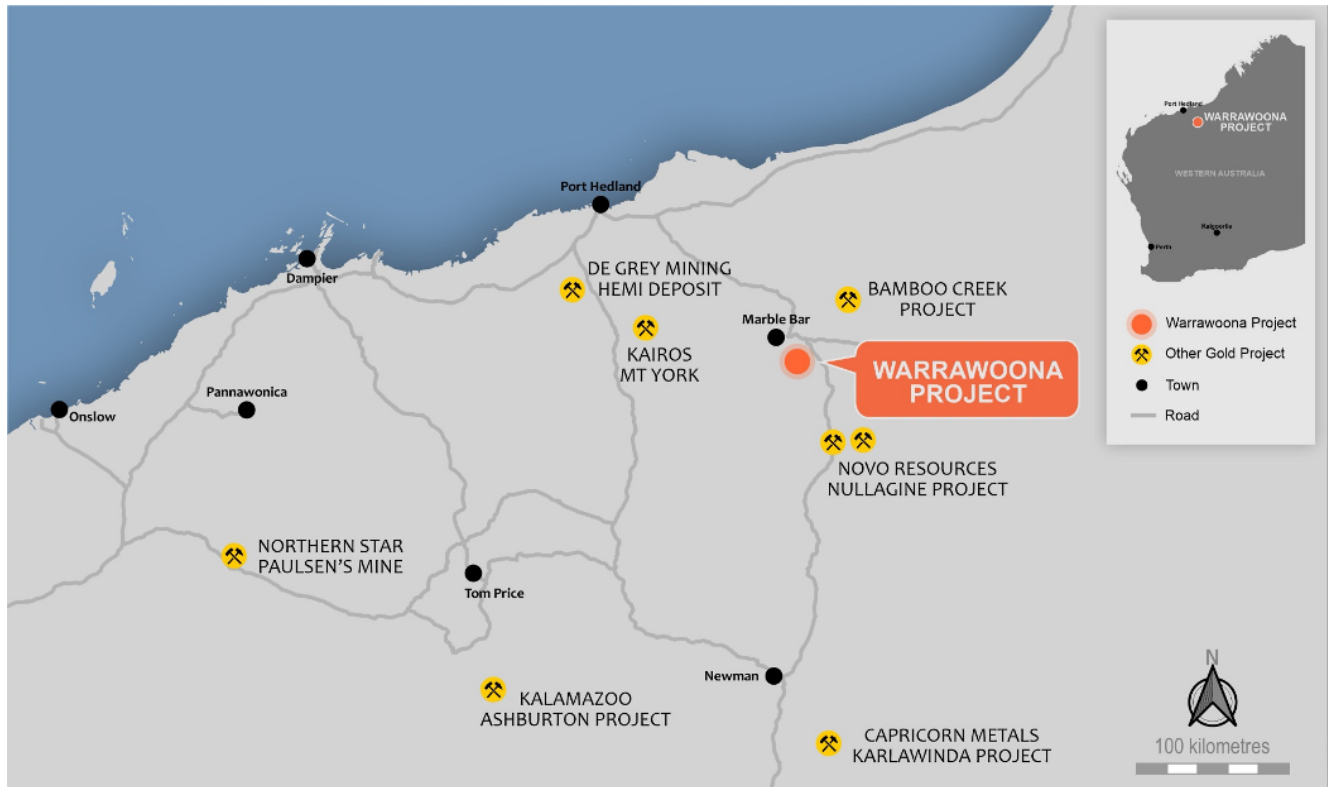 Port Hedland
Dampier
DE GREY MINING
HEMI DEPOSIT
BAMBOO CREEK
PROJECT
Marble Bar
KAIROS
MT YORK
WARRAWOONA
PROJECT
Pannawonica
Onslow
NOVO RESOURCES
NULLAGINE PROJECT
NORTHERN STAR
PAULSEN'S MINE
Tom Price
Newman
KALAMAZOO
ASHBURTON PROJECT
CAPRICORN METALS
KARLAWINDA PROJECT
Port Hedland
WARRAWOONA
PROJECT
WESTERN AUSTRALIA
Kalgoorlie
Perth
Warrawoona Project
Other Gold Project
Town
Road
N
100 kilometres